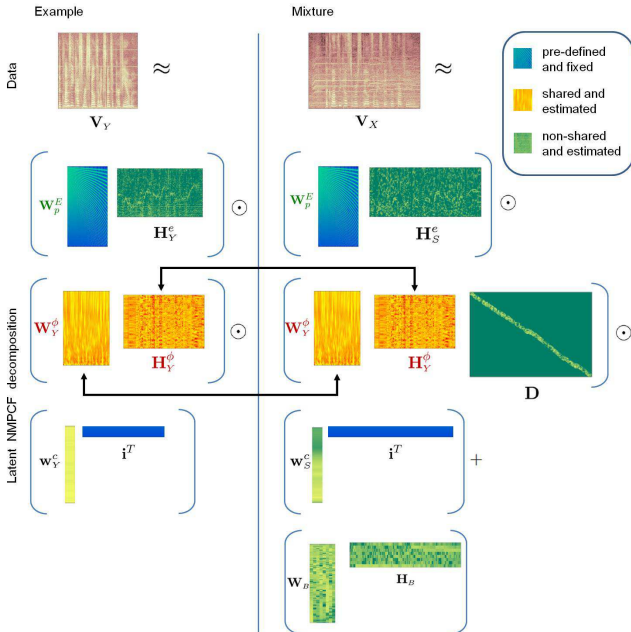 Example
Mixture
Data
≈
≈
V_Y
V_X
pre-defined
and fixed
shared and
estimated
non-shared
and estimated
W_p^E
H_Y^e
⊙
W_p^E
H_S^e
⊙
Latent NMPCF decomposition
W_Y^ϕ
H_Y^ϕ
⊙
W_Y^ϕ
H_Y^ϕ
D
⊙
w_Y^c
i^T
w_S^c
i^T
+
W_B
H_B